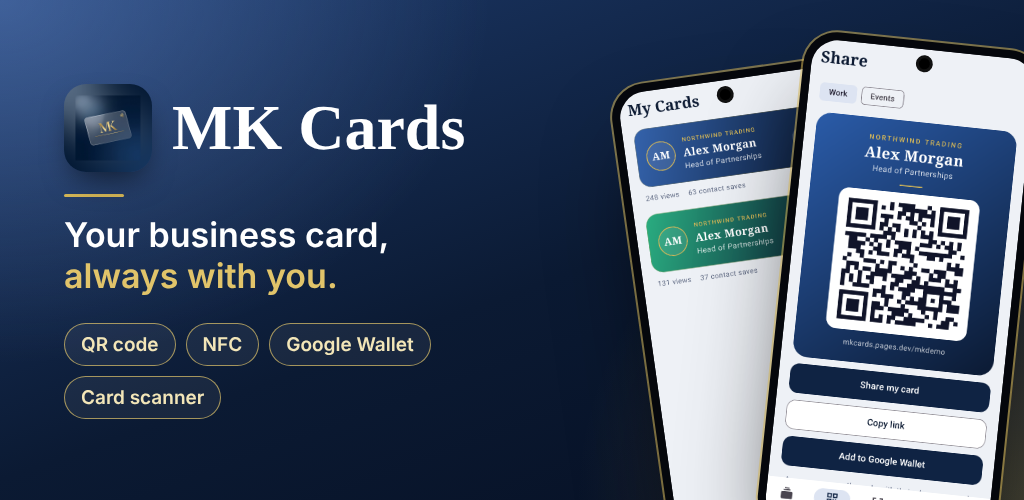 MK
MK Cards
Your business card,
always with you.
QR code
NFC
Google Wallet
Card scanner
My Cards
AM
NORTHWIND TRADING
Alex Morgan
Head of Partnerships
248 views
63 contact saves
AM
NORTHWIND TRADING
Alex Morgan
Head of Partnerships
131 views
37 contact saves
Share
Work
Events
NORTHWIND TRADING
Alex Morgan
Head of Partnerships
mkcards.pages.dev/mkdemo
Share my card
Copy link
Add to Google Wallet